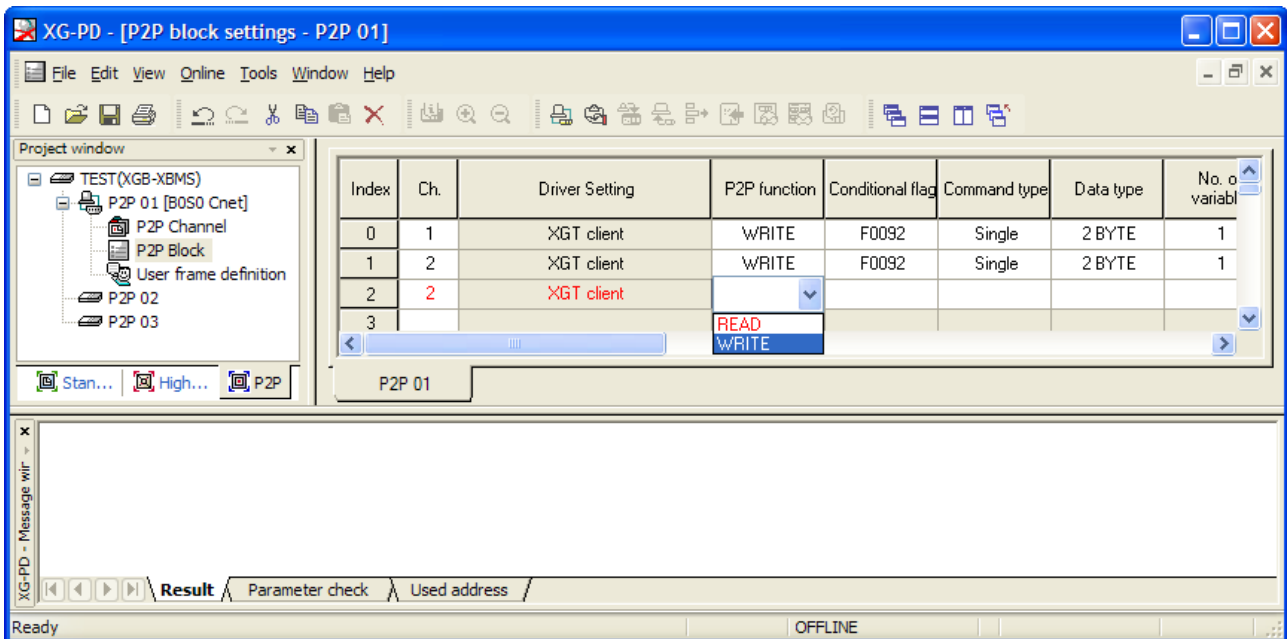 XG-PD - [P2P block settings - P2P 01]
File Edit View Online Tools Window Help
Project window
TEST(XGB-XBMS)
P2P 01 [B0S0 Cnet]
P2P Channel
P2P Block
User frame definition
P2P 02
P2P 03
Stan... High... P2P
Index Ch. Driver Setting P2P function Conditional flag Command type Data type No. o
variabl
0 1 XGT client WRITE F0092 Single 2 BYTE 1
1 2 XGT client WRITE F0092 Single 2 BYTE 1
2 2 XGT client
3
READ
WRITE
P2P 01
XG-PD - Message wir
Result Parameter check Used address
Ready OFFLINE